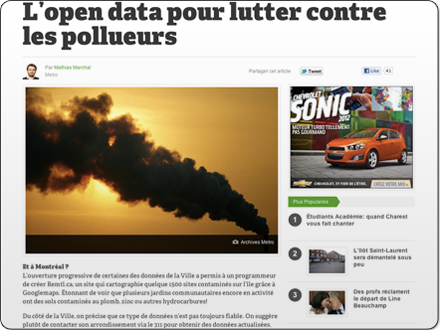 L'open data pour lutter contre
les pollueurs
Par Mathias Marchal
Métro
Partager cet article
Tweet
Like
41
CHEVROLET
SONIC
2012
MOTEUR TURBO TELLEMENT
PAS GOURMAND
CHEVROLET, ET FIER DE L'ÊTRE.
CRÉEZ VOTRE MIX
Archives Métro
Plus Populaires
1
Étudiants Académie: quand Charest
vous fait chanter
2
L'îlot Saint-Laurent
sera démantelé sous
peu
3
Des profs réclament
le départ de Line
Beauchamp
Et à Montréal ?
L'ouverture progressive de certaines des données de la Ville a permis à un programmeur
de créer Rentil.ca, un site qui cartographie quelque 1500 sites contaminés sur l'île grâce à
Googlemaps. Étonnant de voir que plusieurs jardins communautaires encore en activité
ont des sols contaminés au plomb, zinc ou autres hydrocarbures!
Du côté de la Ville, on précise que ce type de données n'est pas toujours fiable. On suggère
plutôt de contacter son arrondissement via le 311 pour obtenir des données actualisées.